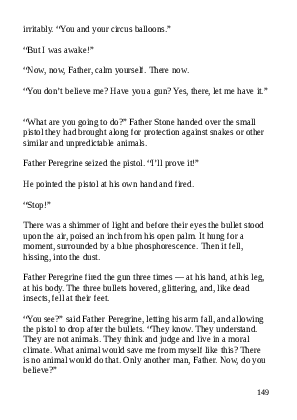 irritably. “You and your circus balloons.”
“But I was awake!”
“Now, now, Father, calm yourself. There now.
“You don’t believe me? Have you a gun? Yes, there, let me have it.”
“What are you going to do?” Father Stone handed over the small
pistol they had brought along for protection against snakes or other
similar and unpredictable animals.
Father Peregrine seized the pistol. “I’ll prove it!”
He pointed the pistol at his own hand and fired.
“Stop!”
There was a shimmer of light and before their eyes the bullet stood
upon the air, poised an inch from his open palm. It hung for a
moment, surrounded by a blue phosphorescence. Then it fell,
hissing, into the dust.
Father Peregrine fired the gun three times — at his hand, at his leg,
at his body. The three bullets hovered, glittering, and, like dead
insects, fell at their feet.
“You see?” said Father Peregrine, letting his arm fall, and allowing
the pistol to drop after the bullets. “They know. They understand.
They are not animals. They think and judge and live in a moral
climate. What animal would save me from myself like this? There
is no animal would do that. Only another man, Father. Now, do you
believe?”
149